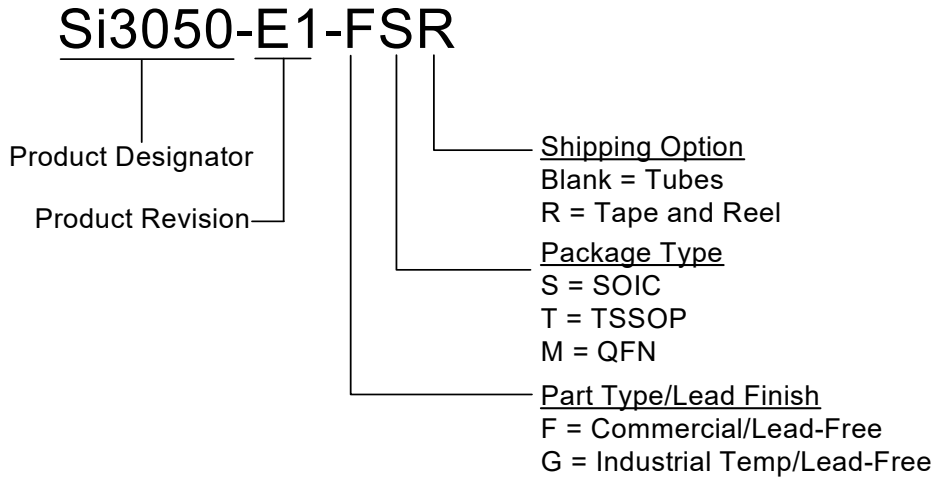 Si3050-E1-FSR
Product Designator
Product Revision
Shipping Option
Blank = Tubes
R = Tape and Reel
Package Type
S = SOIC
T = TSSOP
M = QFN
Part Type/Lead Finish
F = Commercial/Lead-Free
G = Industrial Temp/Lead-Free